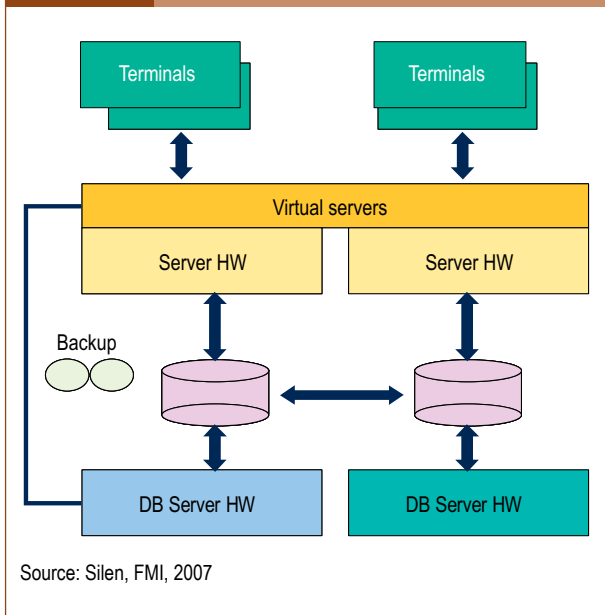 Terminals
Terminals
Virtual servers
Server HW
Server HW
Backup
DB Server HW
DB Server HW
Source: Silen, FMI, 2007